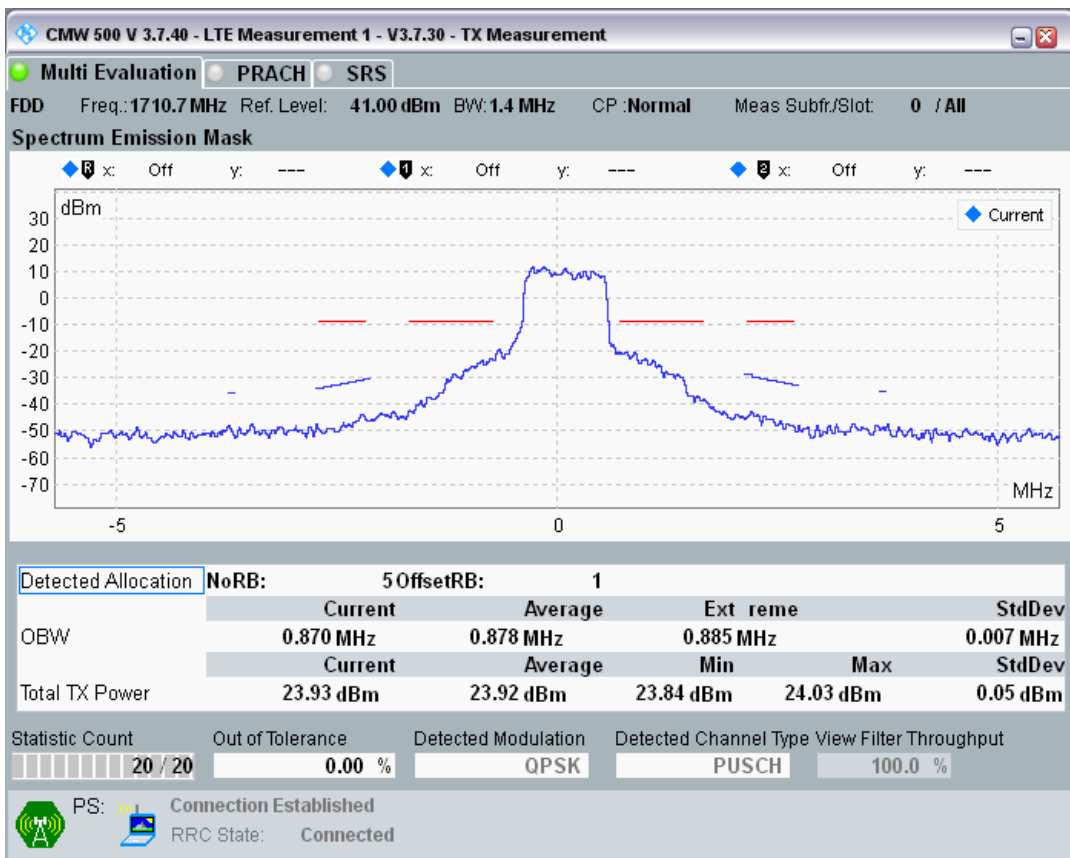 CMW 500 V 3.7.40 - LTE Measurement 1 - V3.7.30 - TX Measurement
Multi Evaluation PRACH SRS
FDD Freq.: 1710.7 MHz Ref. Level: 41.00 dBm BW: 1.4 MHz CP : Normal Meas Subfr./Slot: 0 / All
Spectrum Emission Mask
R x: Off y: --- 1 x: Off y: --- 2 x: Off y: ---
dBm
Current
30
20
10
0
-10
-20
-30
-40
-50
-60
-70
MHz
-5 0 5
Detected Allocation NoRB: 5 OffsetRB: 1
Current Average Ext reme StdDev
OBW 0.870 MHz 0.878 MHz 0.885 MHz 0.007 MHz
Current Average Min Max StdDev
Total TX Power 23.93 dBm 23.92 dBm 23.84 dBm 24.03 dBm 0.05 dBm
Statistic Count Out of Tolerance Detected Modulation Detected Channel Type View Filter Throughput
20 / 20 0.00 % QPSK PUSCH 100.0 %
PS: Connection Established
RRC State: Connected